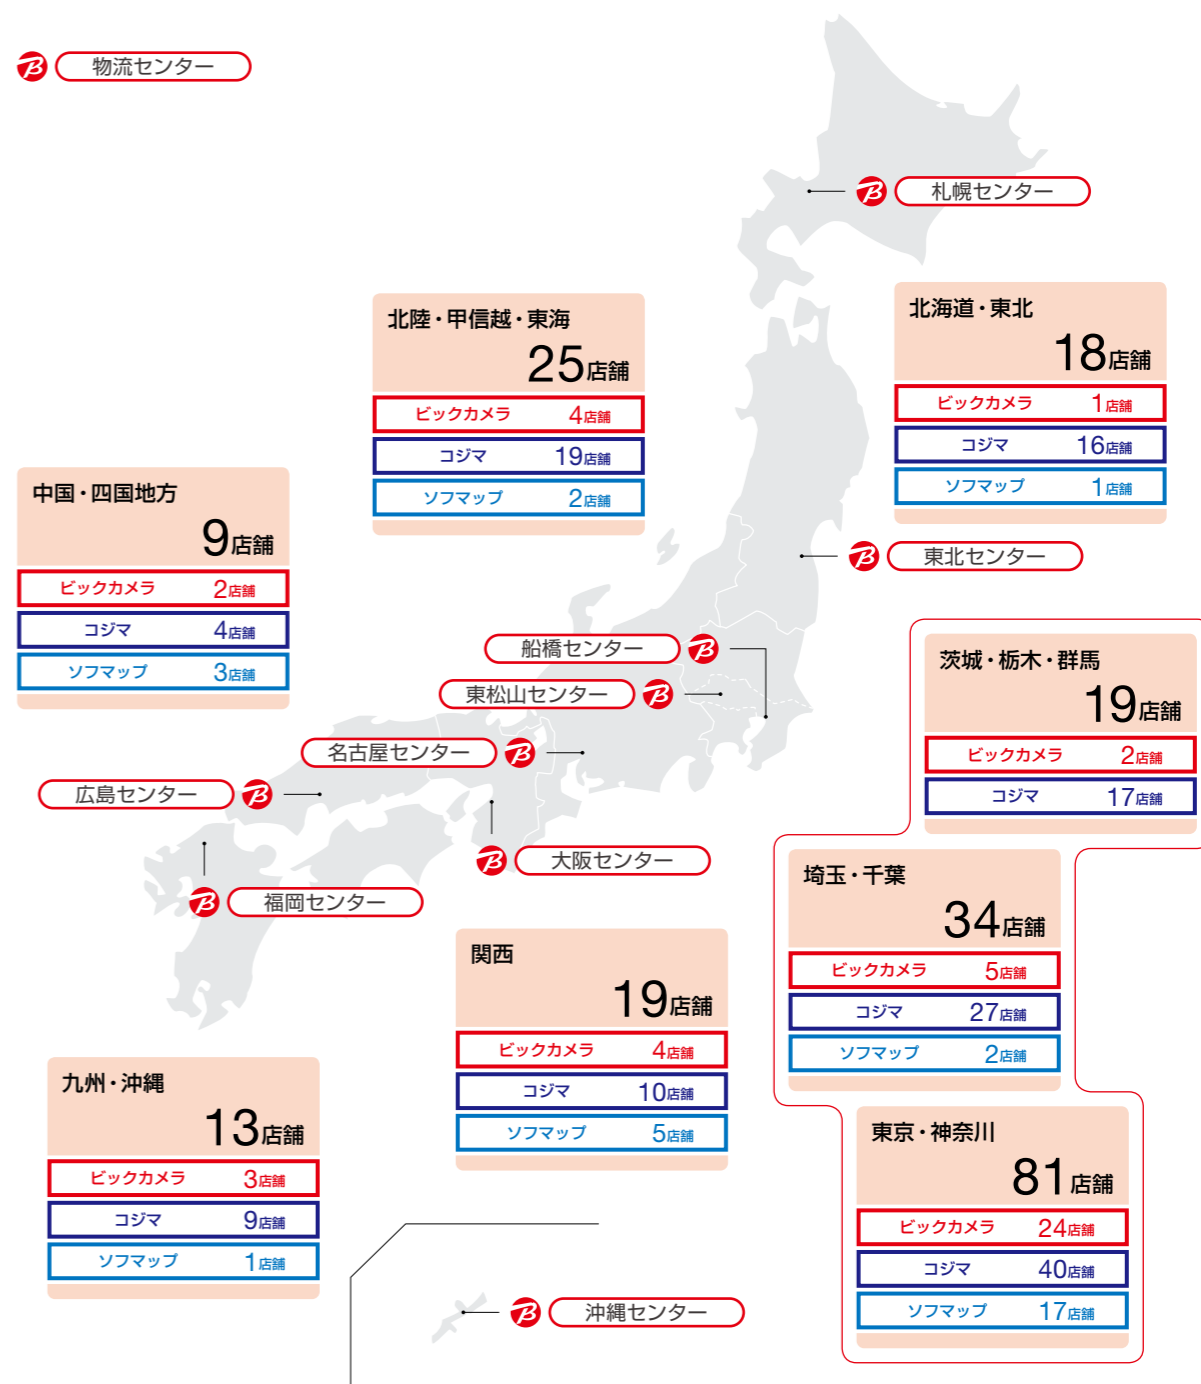 物流センター
札幌センター
北海道・東北
18店舗
ビックカメラ 1店舗
コジマ 16店舗
ソフマップ 1店舗
北陸・甲信越・東海
25店舗
ビックカメラ 4店舗
コジマ 19店舗
ソフマップ 2店舗
中国・四国地方
9店舗
ビックカメラ 2店舗
コジマ 4店舗
ソフマップ 3店舗
東北センター
船橋センター
東松山センター
名古屋センター
広島センター
大阪センター
福岡センター
茨城・栃木・群馬
19店舗
ビックカメラ 2店舗
コジマ 17店舗
埼玉・千葉
34店舗
ビックカメラ 5店舗
コジマ 27店舗
ソフマップ 2店舗
関西
19店舗
ビックカメラ 4店舗
コジマ 10店舗
ソフマップ 5店舗
九州・沖縄
13店舗
ビックカメラ 3店舗
コジマ 9店舗
ソフマップ 1店舗
東京・神奈川
81店舗
ビックカメラ 24店舗
コジマ 40店舗
ソフマップ 17店舗
沖縄センター